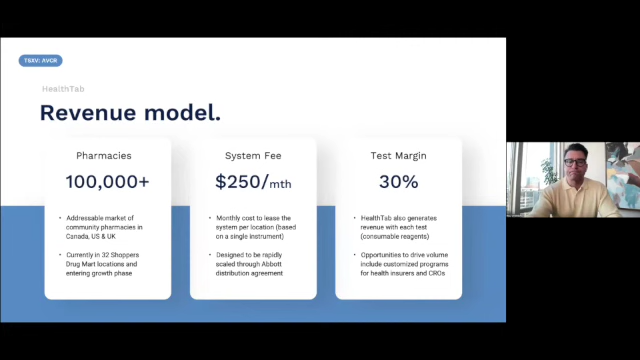 TSXV: AVCR
HealthTab
Revenue model.
Pharmacies
100,000+
• Addressable market of
community pharmacies in
Canada, US & UK
• Currently in 32 Shoppers
Drug Mart locations and
entering growth phase
System Fee
$250/mth
• Monthly cost to lease the
system per location (based
on a single instrument)
• Designed to be rapidly
scaled through Abbott
distribution agreement
Test Margin
30%
• HealthTab also generates
revenue with each test
(consumable reagents)
• Opportunities to drive volume
include customized programs
for health insurers and CROs